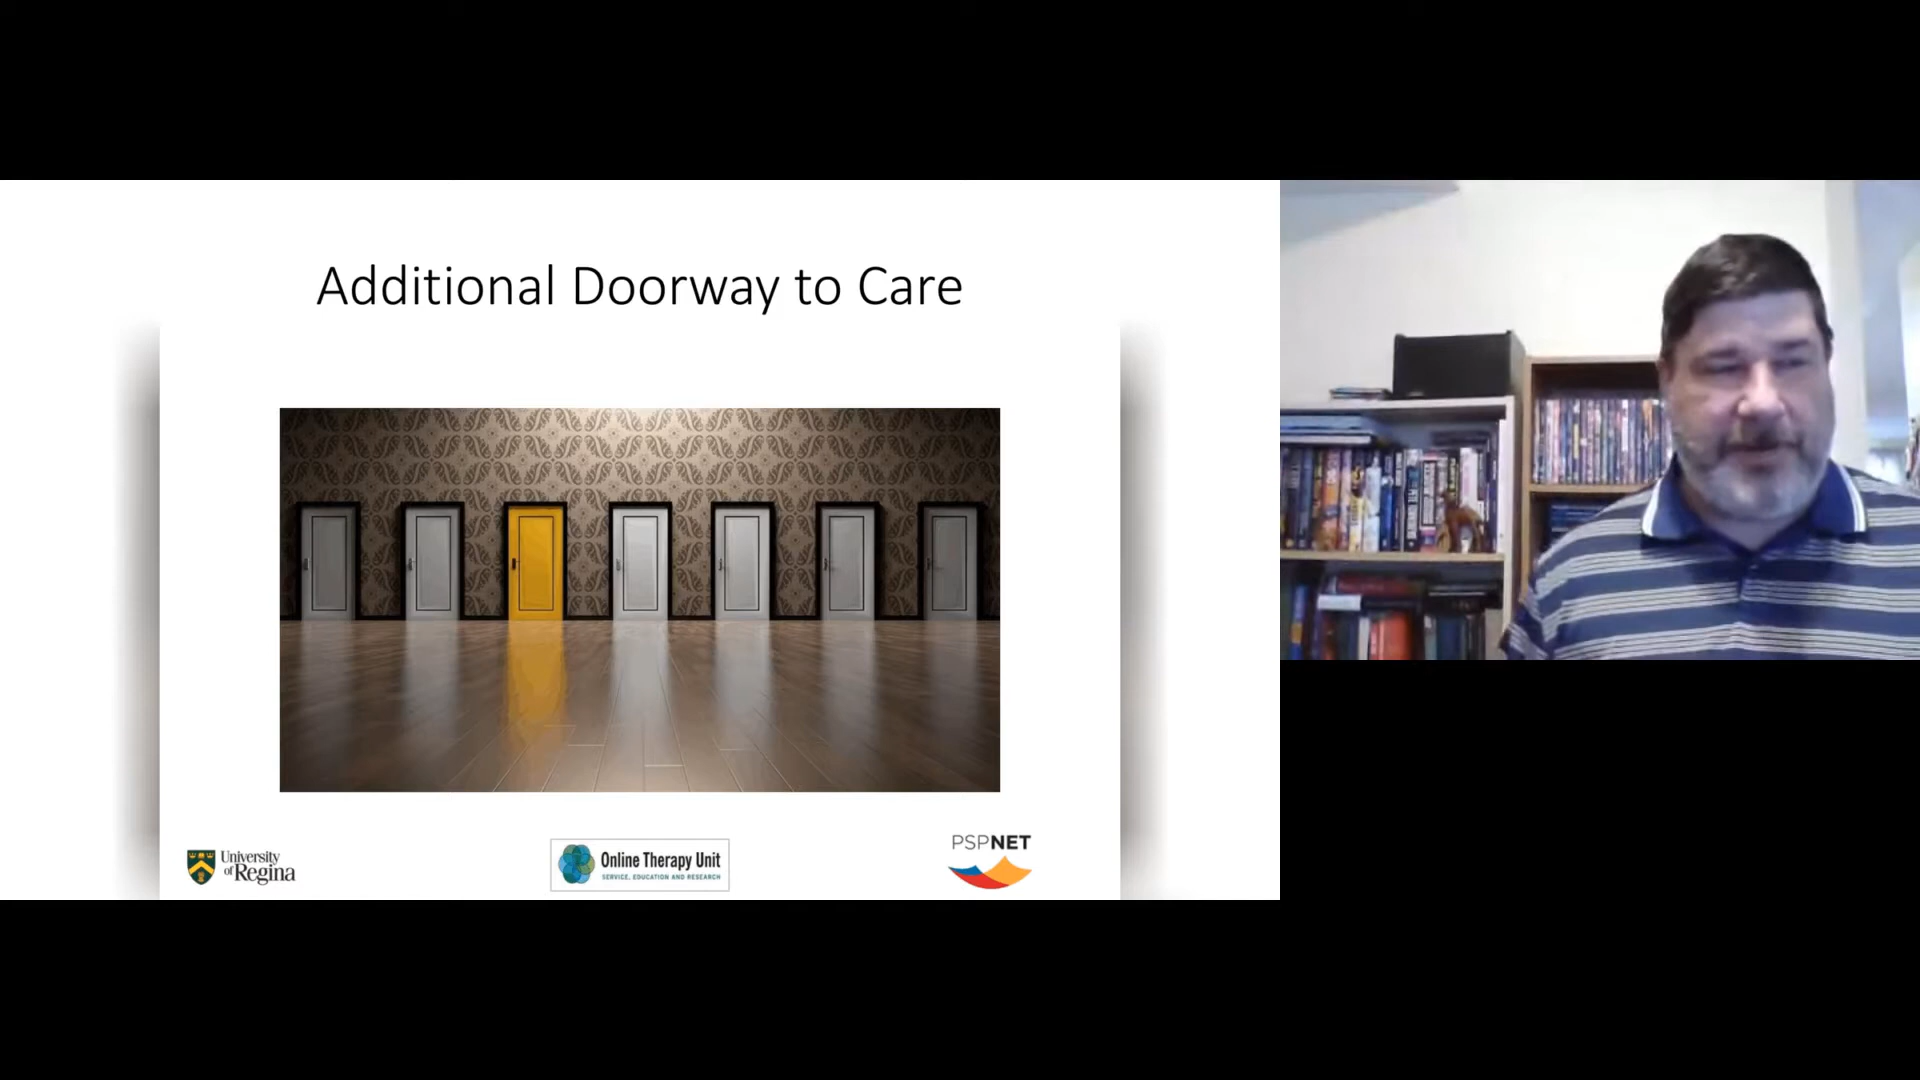 Additional Doorway to Care
University
of Regina
Online Therapy Unit
SERVICE, EDUCATION AND RESEARCH
PSPNET